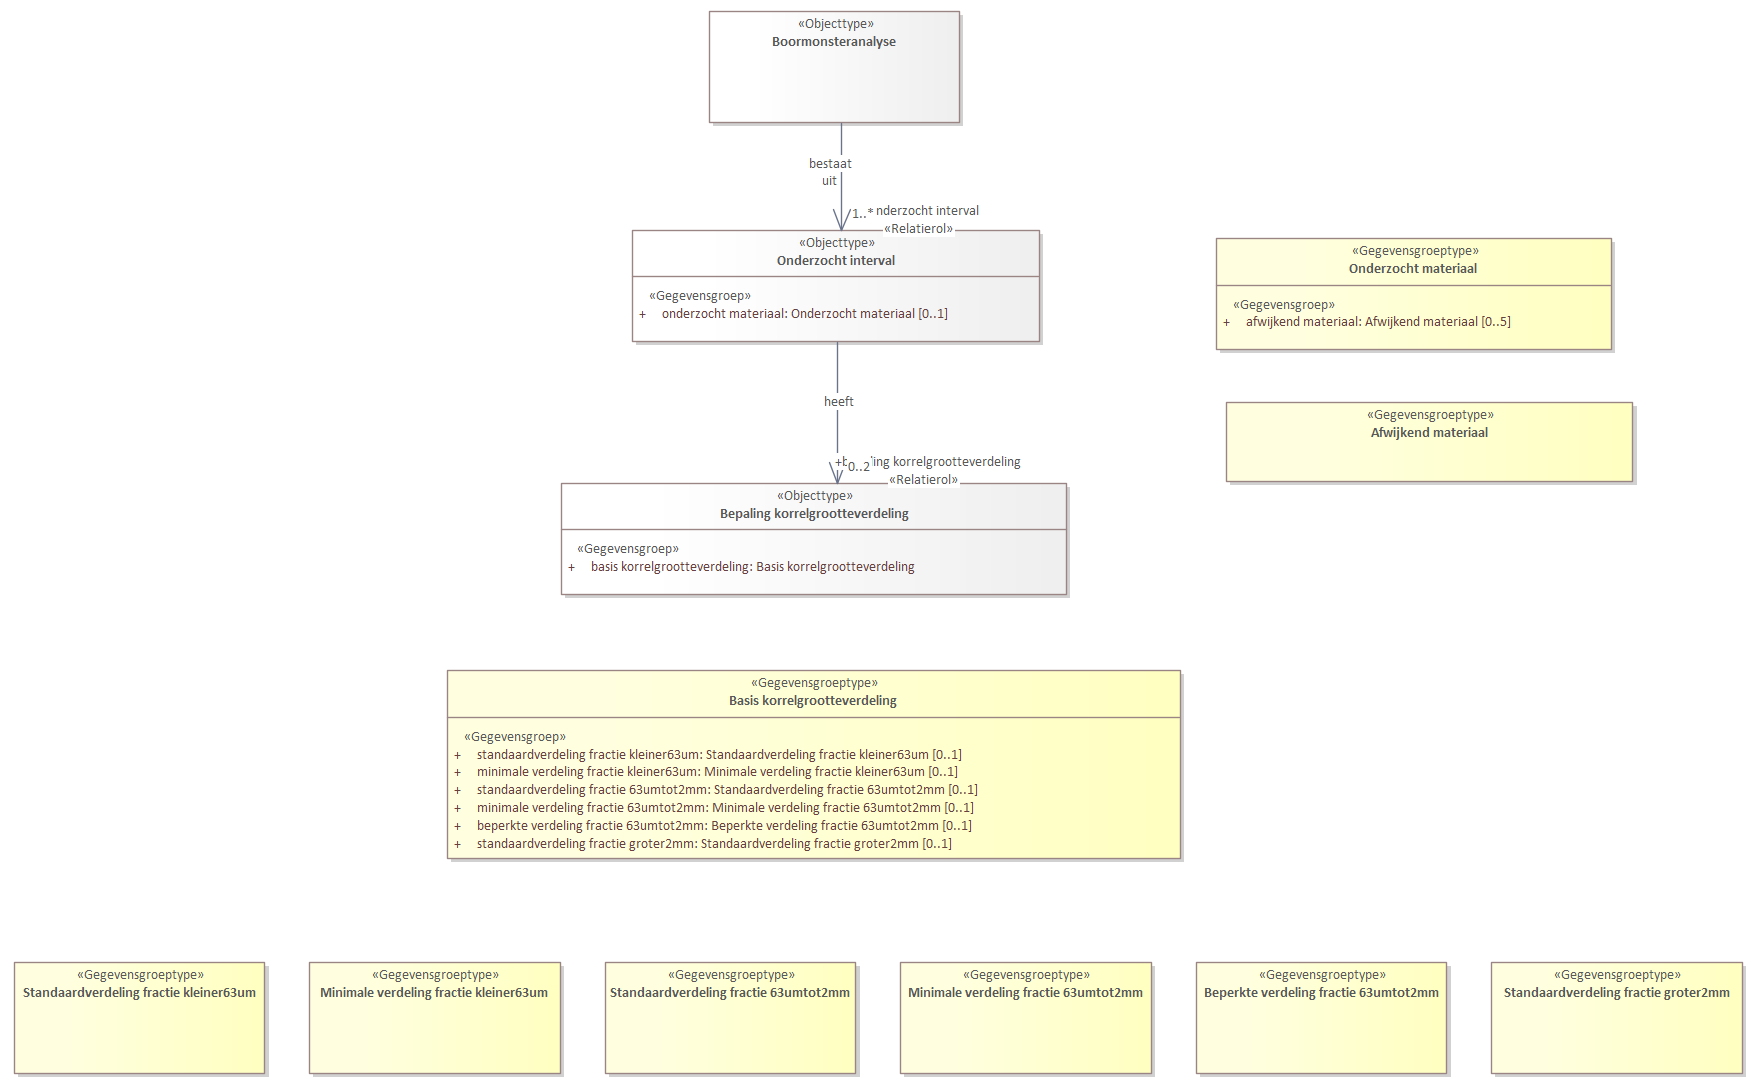 «Objecttype»
Boormonsteranalyse
bestaat
uit
1..* nderzocht interval
«Relatierol»
«Objecttype»
Onderzocht interval
«Gegevensgroep»
+ onderzocht materiaal: Onderzocht materiaal [0..1]
«Gegevensgroeptype»
Onderzocht materiaal
«Gegevensgroep»
+ afwijkend materiaal: Afwijkend materiaal [0..5]
«Gegevensgroeptype»
Afwijkend materiaal
heeft
0..2 ing korrelgrootteverdeling
«Relatierol»
«Objecttype»
Bepaling korrelgrootteverdeling
«Gegevensgroep»
+ basis korrelgrootteverdeling: Basis korrelgrootteverdeling
«Gegevensgroeptype»
Basis korrelgrootteverdeling
«Gegevensgroep»
+ standaardverdeling fractie kleiner63um: Standaardverdeling fractie kleiner63um [0..1]
+ minimale verdeling fractie kleiner63um: Minimale verdeling fractie kleiner63um [0..1]
+ standaardverdeling fractie 63umtot2mm: Standaardverdeling fractie 63umtot2mm [0..1]
+ minimale verdeling fractie 63umtot2mm: Minimale verdeling fractie 63umtot2mm [0..1]
+ beperkte verdeling fractie 63umtot2mm: Beperkte verdeling fractie 63umtot2mm [0..1]
+ standaardverdeling fractie groter2mm: Standaardverdeling fractie groter2mm [0..1]
«Gegevensgroeptype»
Standaardverdeling fractie kleiner63um
«Gegevensgroeptype»
Minimale verdeling fractie kleiner63um
«Gegevensgroeptype»
Standaardverdeling fractie 63umtot2mm
«Gegevensgroeptype»
Minimale verdeling fractie 63umtot2mm
«Gegevensgroeptype»
Beperkte verdeling fractie 63umtot2mm
«Gegevensgroeptype»
Standaardverdeling fractie groter2mm